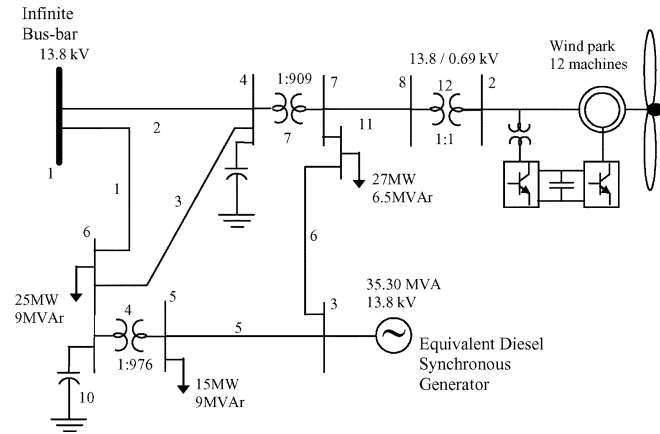 Infinite
Bus-bar
13.8 kV
1
2
1
3
4
1:909
7
7
11
8
13.8 / 0.69 kV
12
1:1
2
Wind park
12 machines
27MW
6.5MVAr
6
6
25MW
9MVAr
4
1:976
10
5
15MW
9MVAr
5
3
35.30 MVA
13.8 kV
~
Equivalent Diesel
Synchronous
Generator